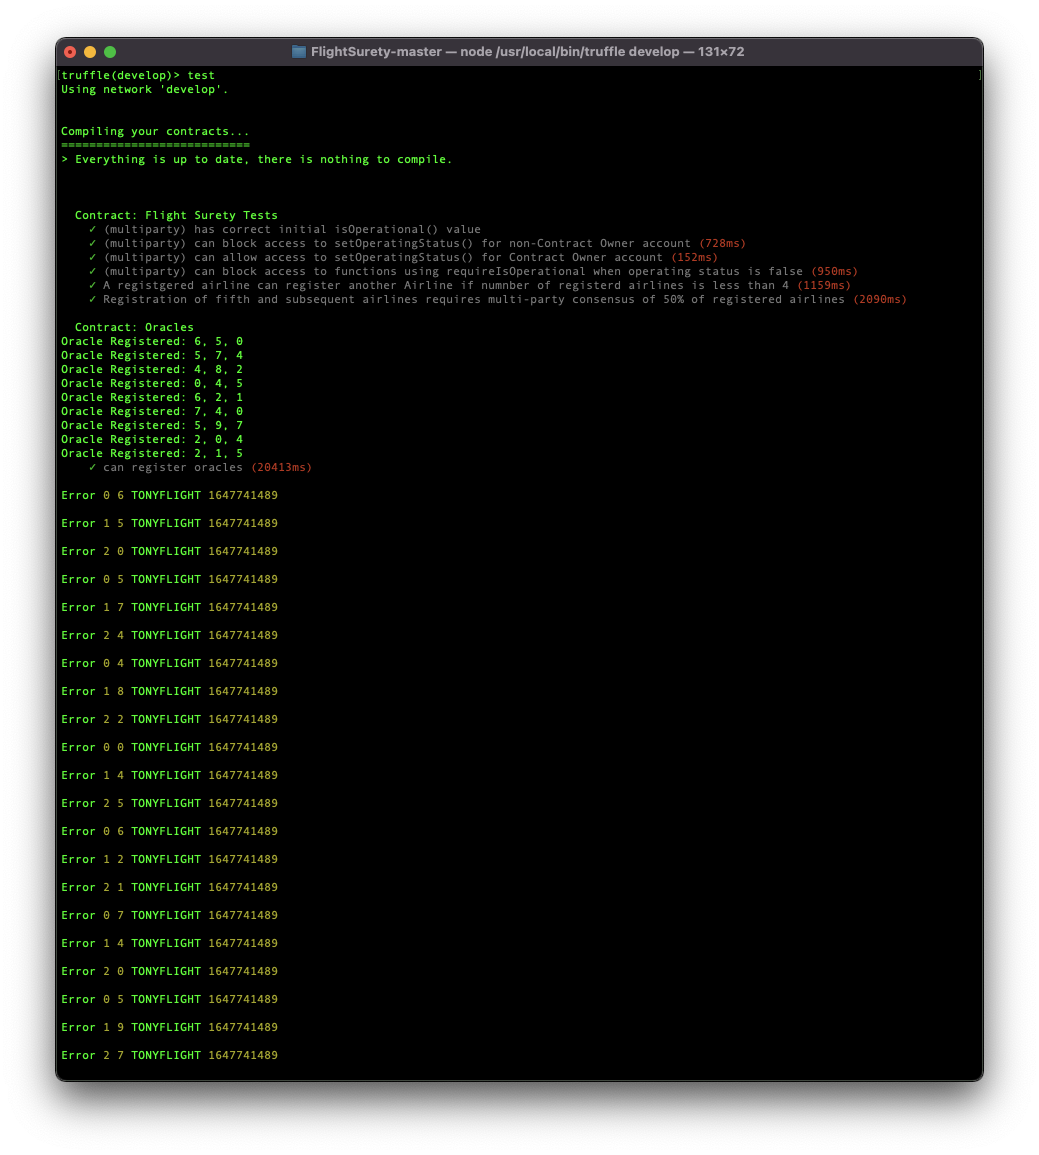 FlightSurety-master — node /usr/local/bin/truffle develop — 131×72
[truffle(develop)> test ]
Using network 'develop'.
Compiling your contracts...
===========================
> Everything is up to date, there is nothing to compile.
Contract: Flight Surety Tests
✓ (multiparty) has correct initial isOperational() value
✓ (multiparty) can block access to setOperatingStatus() for non-Contract Owner account (728ms)
✓ (multiparty) can allow access to setOperatingStatus() for Contract Owner account (152ms)
✓ (multiparty) can block access to functions using requireIsOperational when operating status is false (950ms)
✓ A registgered airline can register another Airline if numnber of registerd airlines is less than 4 (1159ms)
✓ Registration of fifth and subsequent airlines requires multi-party consensus of 50% of registered airlines (2090ms)
Contract: Oracles
Oracle Registered: 6, 5, 0
Oracle Registered: 5, 7, 4
Oracle Registered: 4, 8, 2
Oracle Registered: 0, 4, 5
Oracle Registered: 6, 2, 1
Oracle Registered: 7, 4, 0
Oracle Registered: 5, 9, 7
Oracle Registered: 2, 0, 4
Oracle Registered: 2, 1, 5
✓ can register oracles (20413ms)
Error 0 6 TONYFLIGHT 1647741489
Error 1 5 TONYFLIGHT 1647741489
Error 2 0 TONYFLIGHT 1647741489
Error 0 5 TONYFLIGHT 1647741489
Error 1 7 TONYFLIGHT 1647741489
Error 2 4 TONYFLIGHT 1647741489
Error 0 4 TONYFLIGHT 1647741489
Error 1 8 TONYFLIGHT 1647741489
Error 2 2 TONYFLIGHT 1647741489
Error 0 0 TONYFLIGHT 1647741489
Error 1 4 TONYFLIGHT 1647741489
Error 2 5 TONYFLIGHT 1647741489
Error 0 6 TONYFLIGHT 1647741489
Error 1 2 TONYFLIGHT 1647741489
Error 2 1 TONYFLIGHT 1647741489
Error 0 7 TONYFLIGHT 1647741489
Error 1 4 TONYFLIGHT 1647741489
Error 2 0 TONYFLIGHT 1647741489
Error 0 5 TONYFLIGHT 1647741489
Error 1 9 TONYFLIGHT 1647741489
Error 2 7 TONYFLIGHT 1647741489